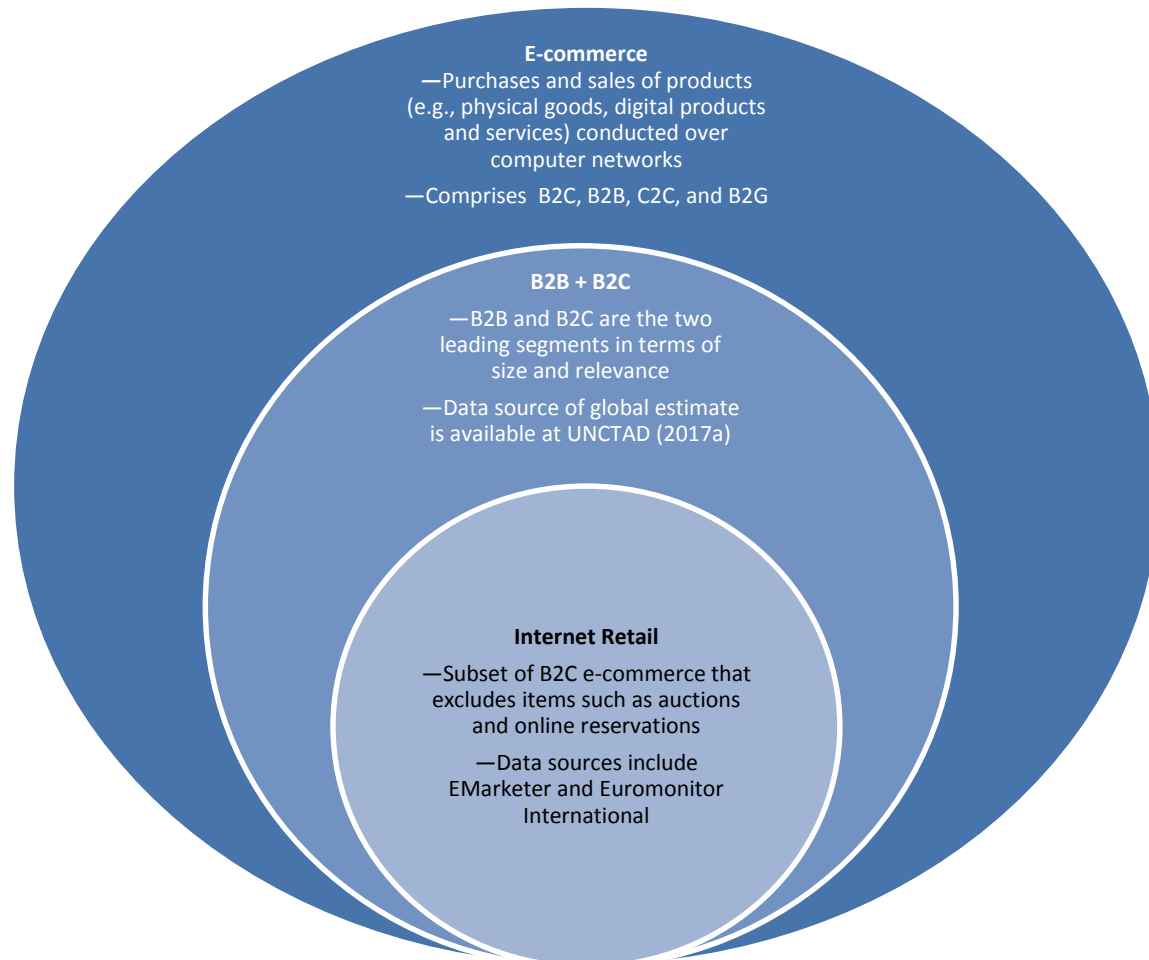 E-commerce
—Purchases and sales of products
(e.g., physical goods, digital products
and services) conducted over
computer networks
—Comprises  B2C, B2B, C2C, and B2G
B2B + B2C
—B2B and B2C are the two
leading segments in terms of
size and relevance
—Data source of global estimate
is available at UNCTAD (2017a)
Internet Retail
—Subset of B2C e-commerce that
excludes items such as auctions
and online reservations
—Data sources include
EMarketer and Euromonitor
International